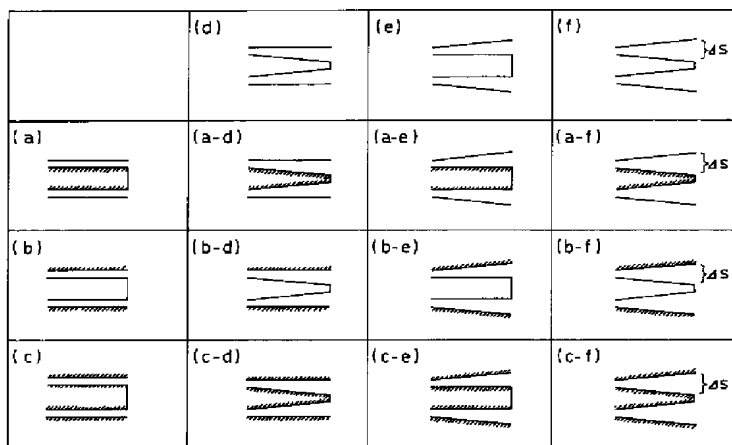 (d) (e) (f)
}ΔS
(a) (a-d) (a-e) (a-f)
}ΔS
(b) (b-d) (b-e) (b-f)
}ΔS
(c) (c-d) (c-e) (c-f)
}ΔS